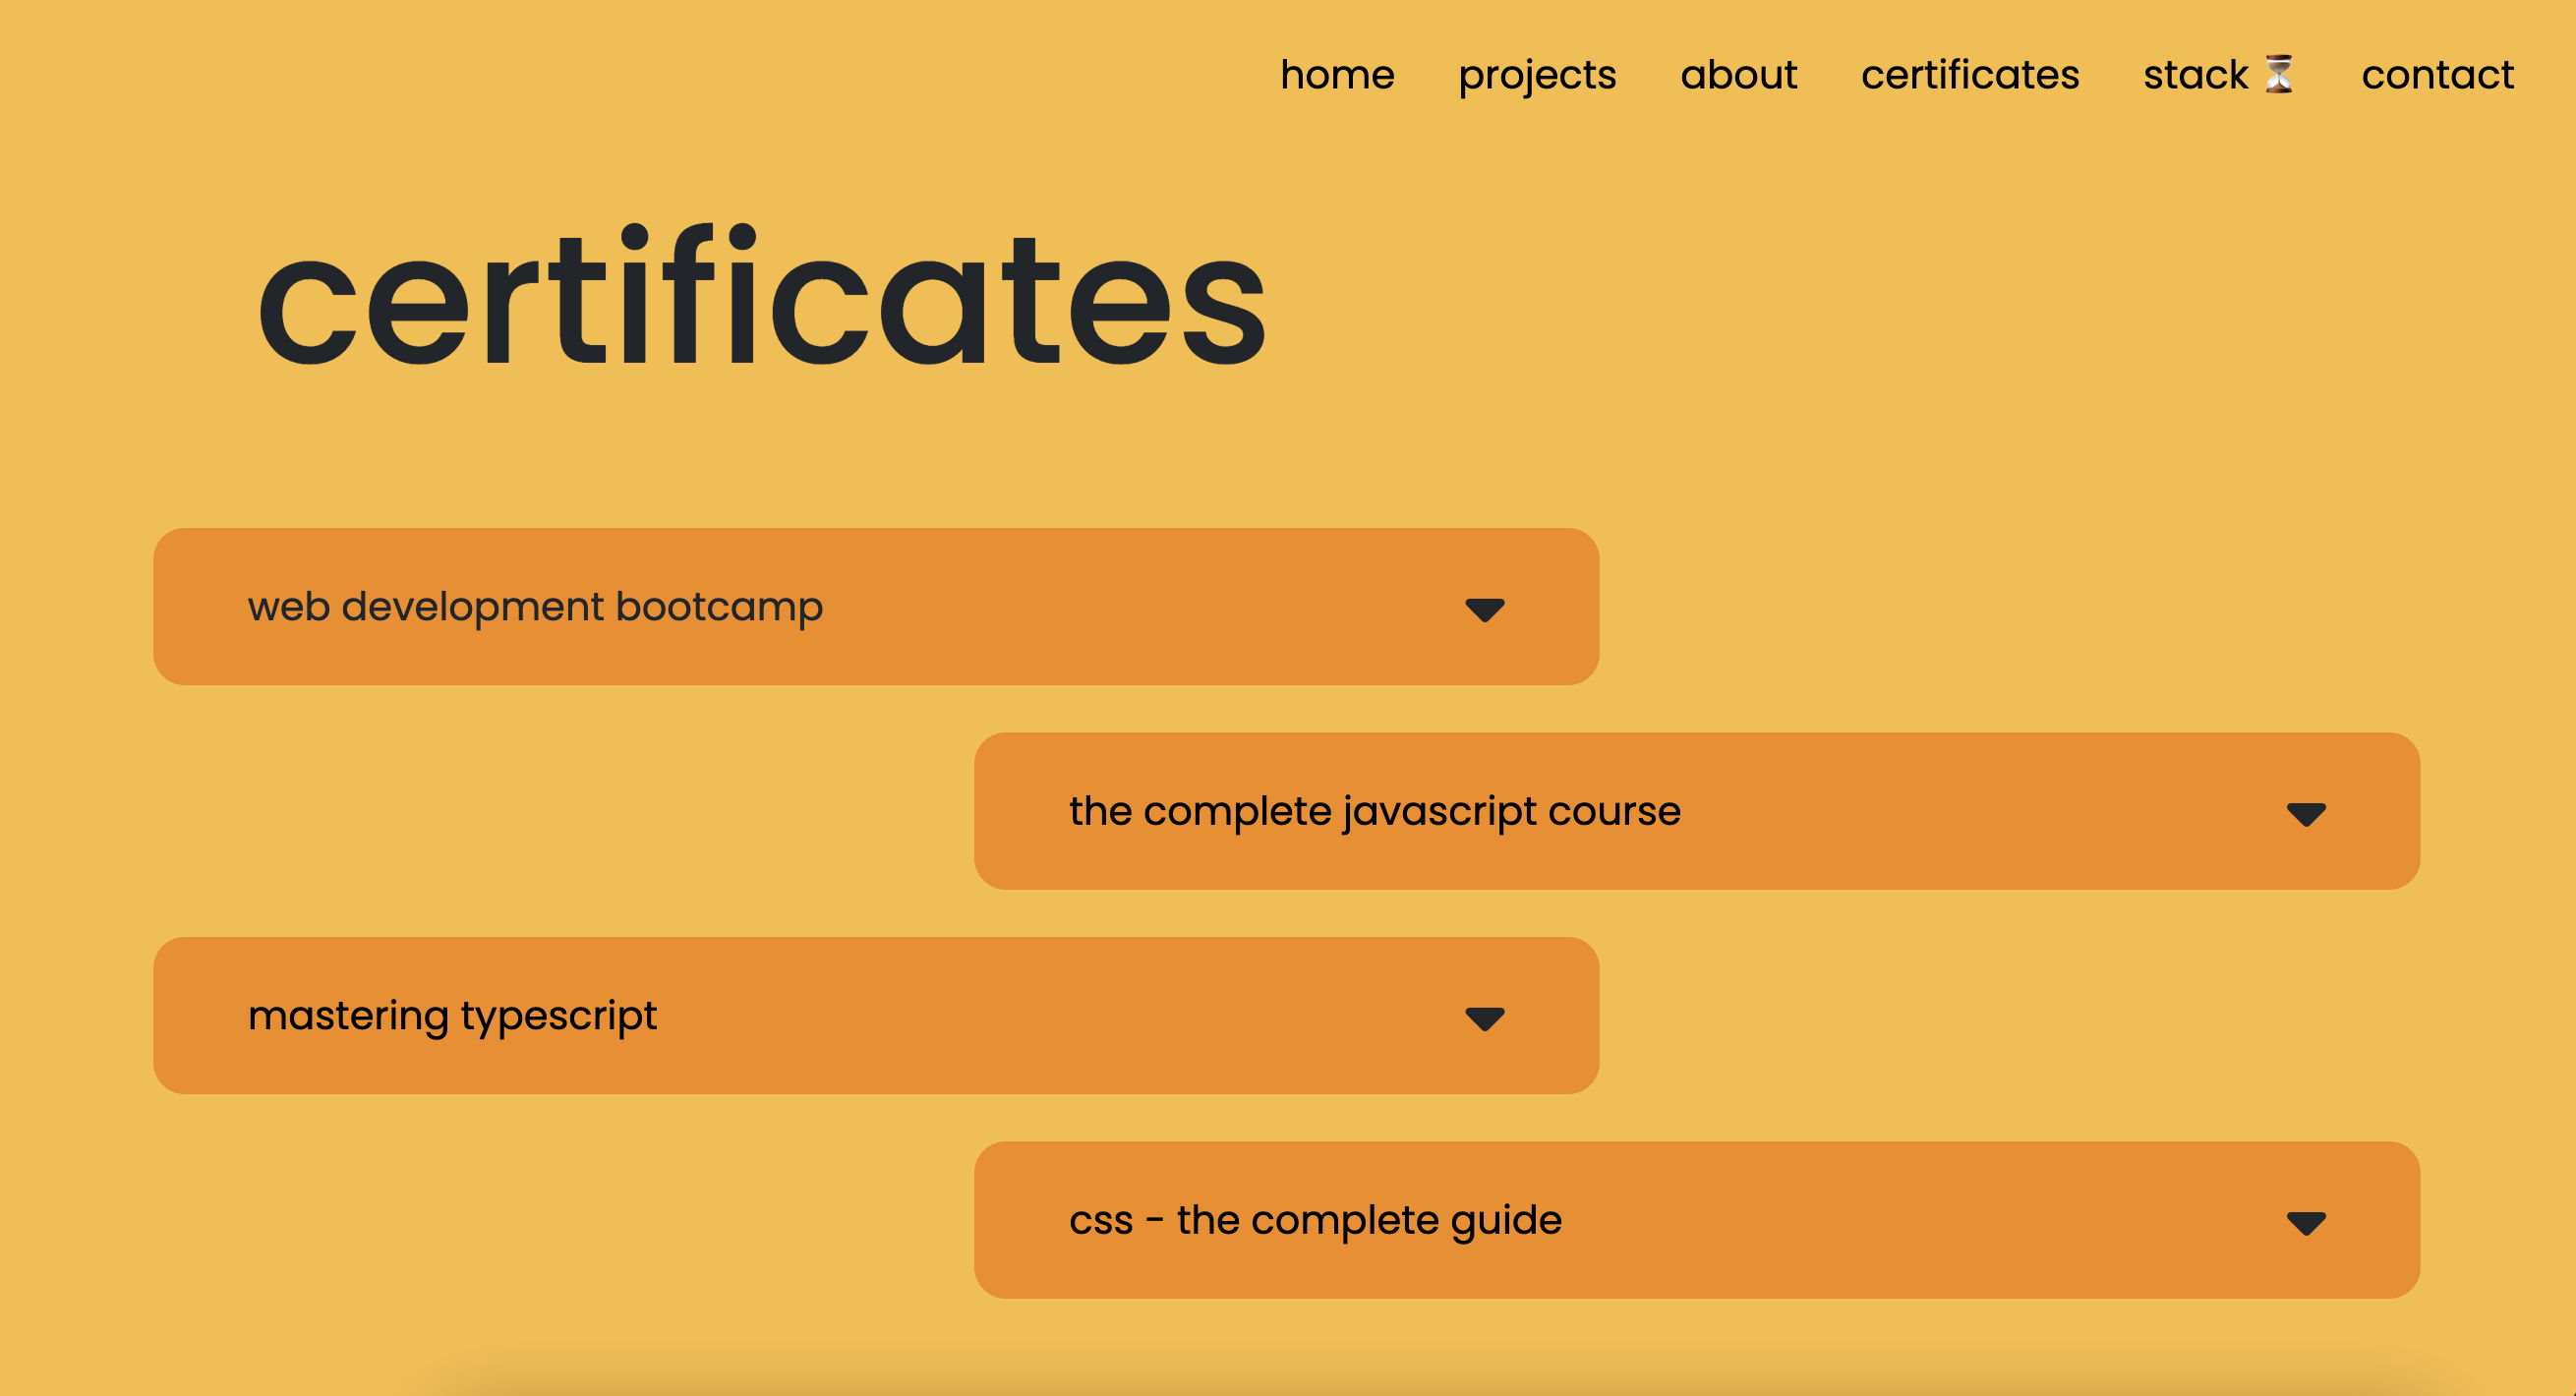 home projects about certificates stack ⏳ contact
certificates
web development bootcamp
the complete javascript course
mastering typescript
css - the complete guide